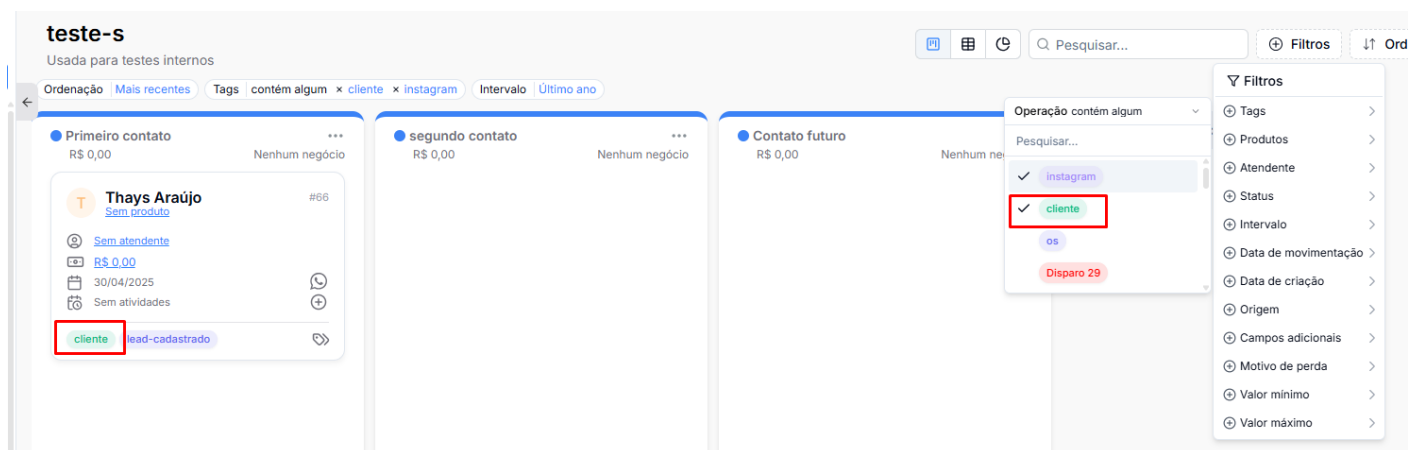 teste-s
Usada para testes internos
Pesquisar...
Filtros
Ord
Ordenação Mais recentes Tags contém algum × cliente × instagram Intervalo Último ano
Primeiro contato ...
R$ 0,00 Nenhum negócio
T Thays Araújo #66
Sem produto
Sem atendente
R$ 0,00
30/04/2025
Sem atividades
cliente lead-cadastrado
segundo contato ...
R$ 0,00 Nenhum negócio
Contato futuro
R$ 0,00 Nenhum ne
Operação contém algum
Pesquisar...
instagram
cliente
os
Disparo 29
Filtros
Tags
Produtos
Atendente
Status
Intervalo
Data de movimentação
Data de criação
Origem
Campos adicionais
Motivo de perda
Valor mínimo
Valor máximo